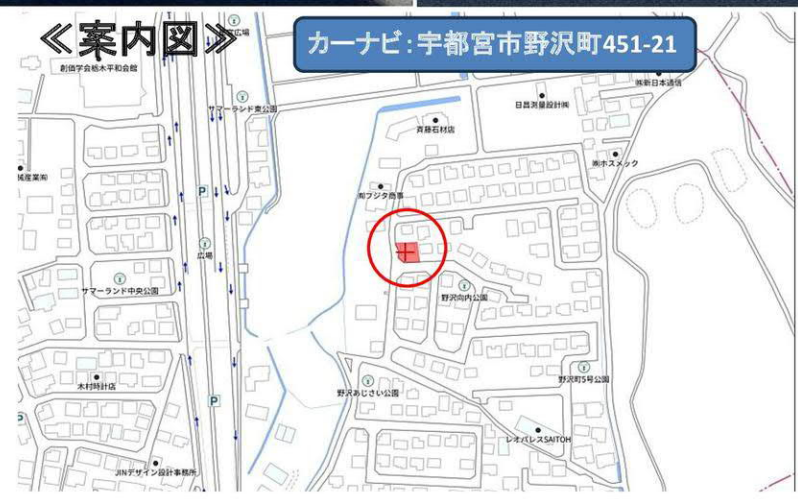 ≪案内図≫
カーナビ:宇都宮市野沢町451-21
広場
創価学会栃木平和会館
㈱新日本通信
サマーランド東公園
日昌測量設計㈱
斉藤石材店
㈱ホスメック
産業㈲
㈲フジタ商事
P
広場
サマーランド中央公園
野沢向内公園
野沢町5号公園
木村時計店
野沢あじさい公園
P
P
レオパレスSAITOH
JINデザイン設計事務所